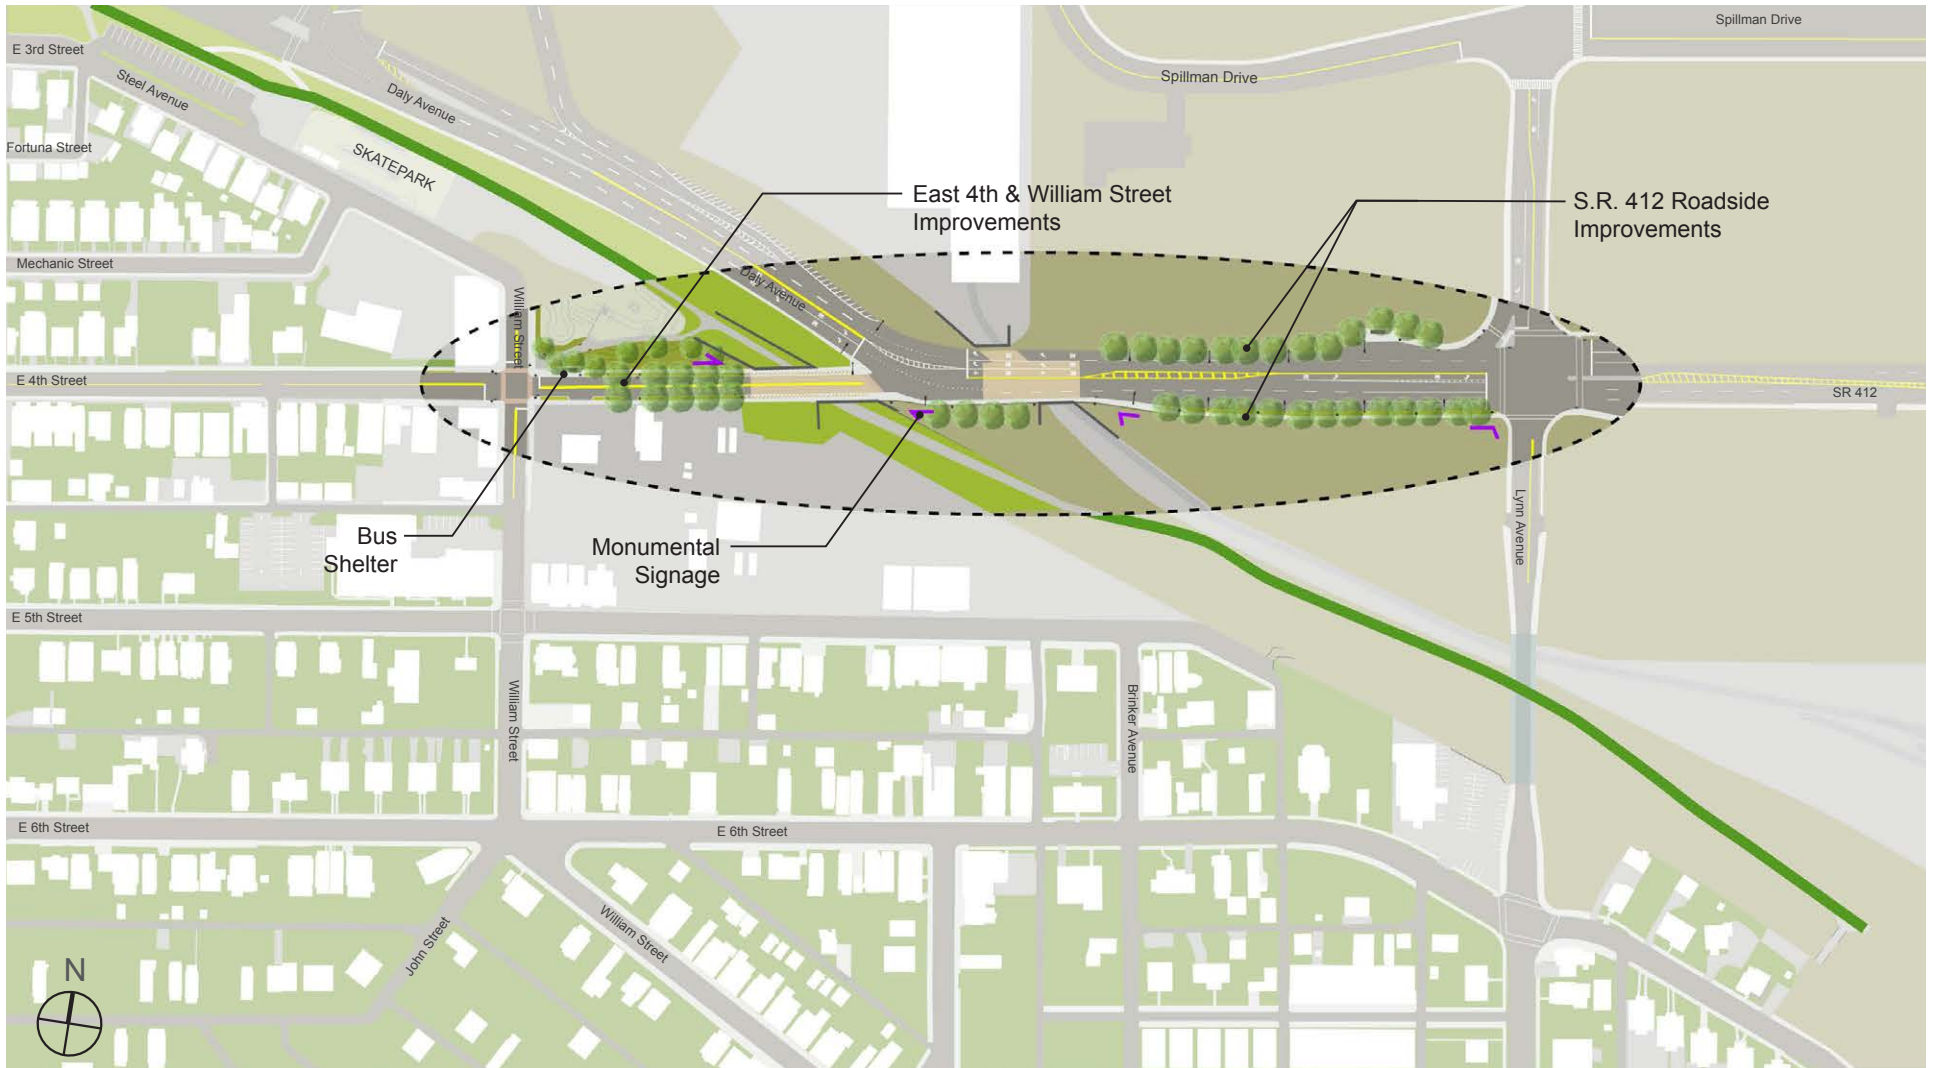 Spillman Drive
E 3rd Street
Steel Avenue
Spillman Drive
Daly Avenue
Fortuna Street
SKATEPARK
East 4th & William Street
Improvements
S.R. 412 Roadside
Improvements
Mechanic Street
Daly Avenue
William Street
E 4th Street
SR 412
Bus
Shelter
Monumental
Signage
Lynn Avenue
E 5th Street
William Street
Brinker Avenue
E 6th Street
E 6th Street
John Street
William Street
N